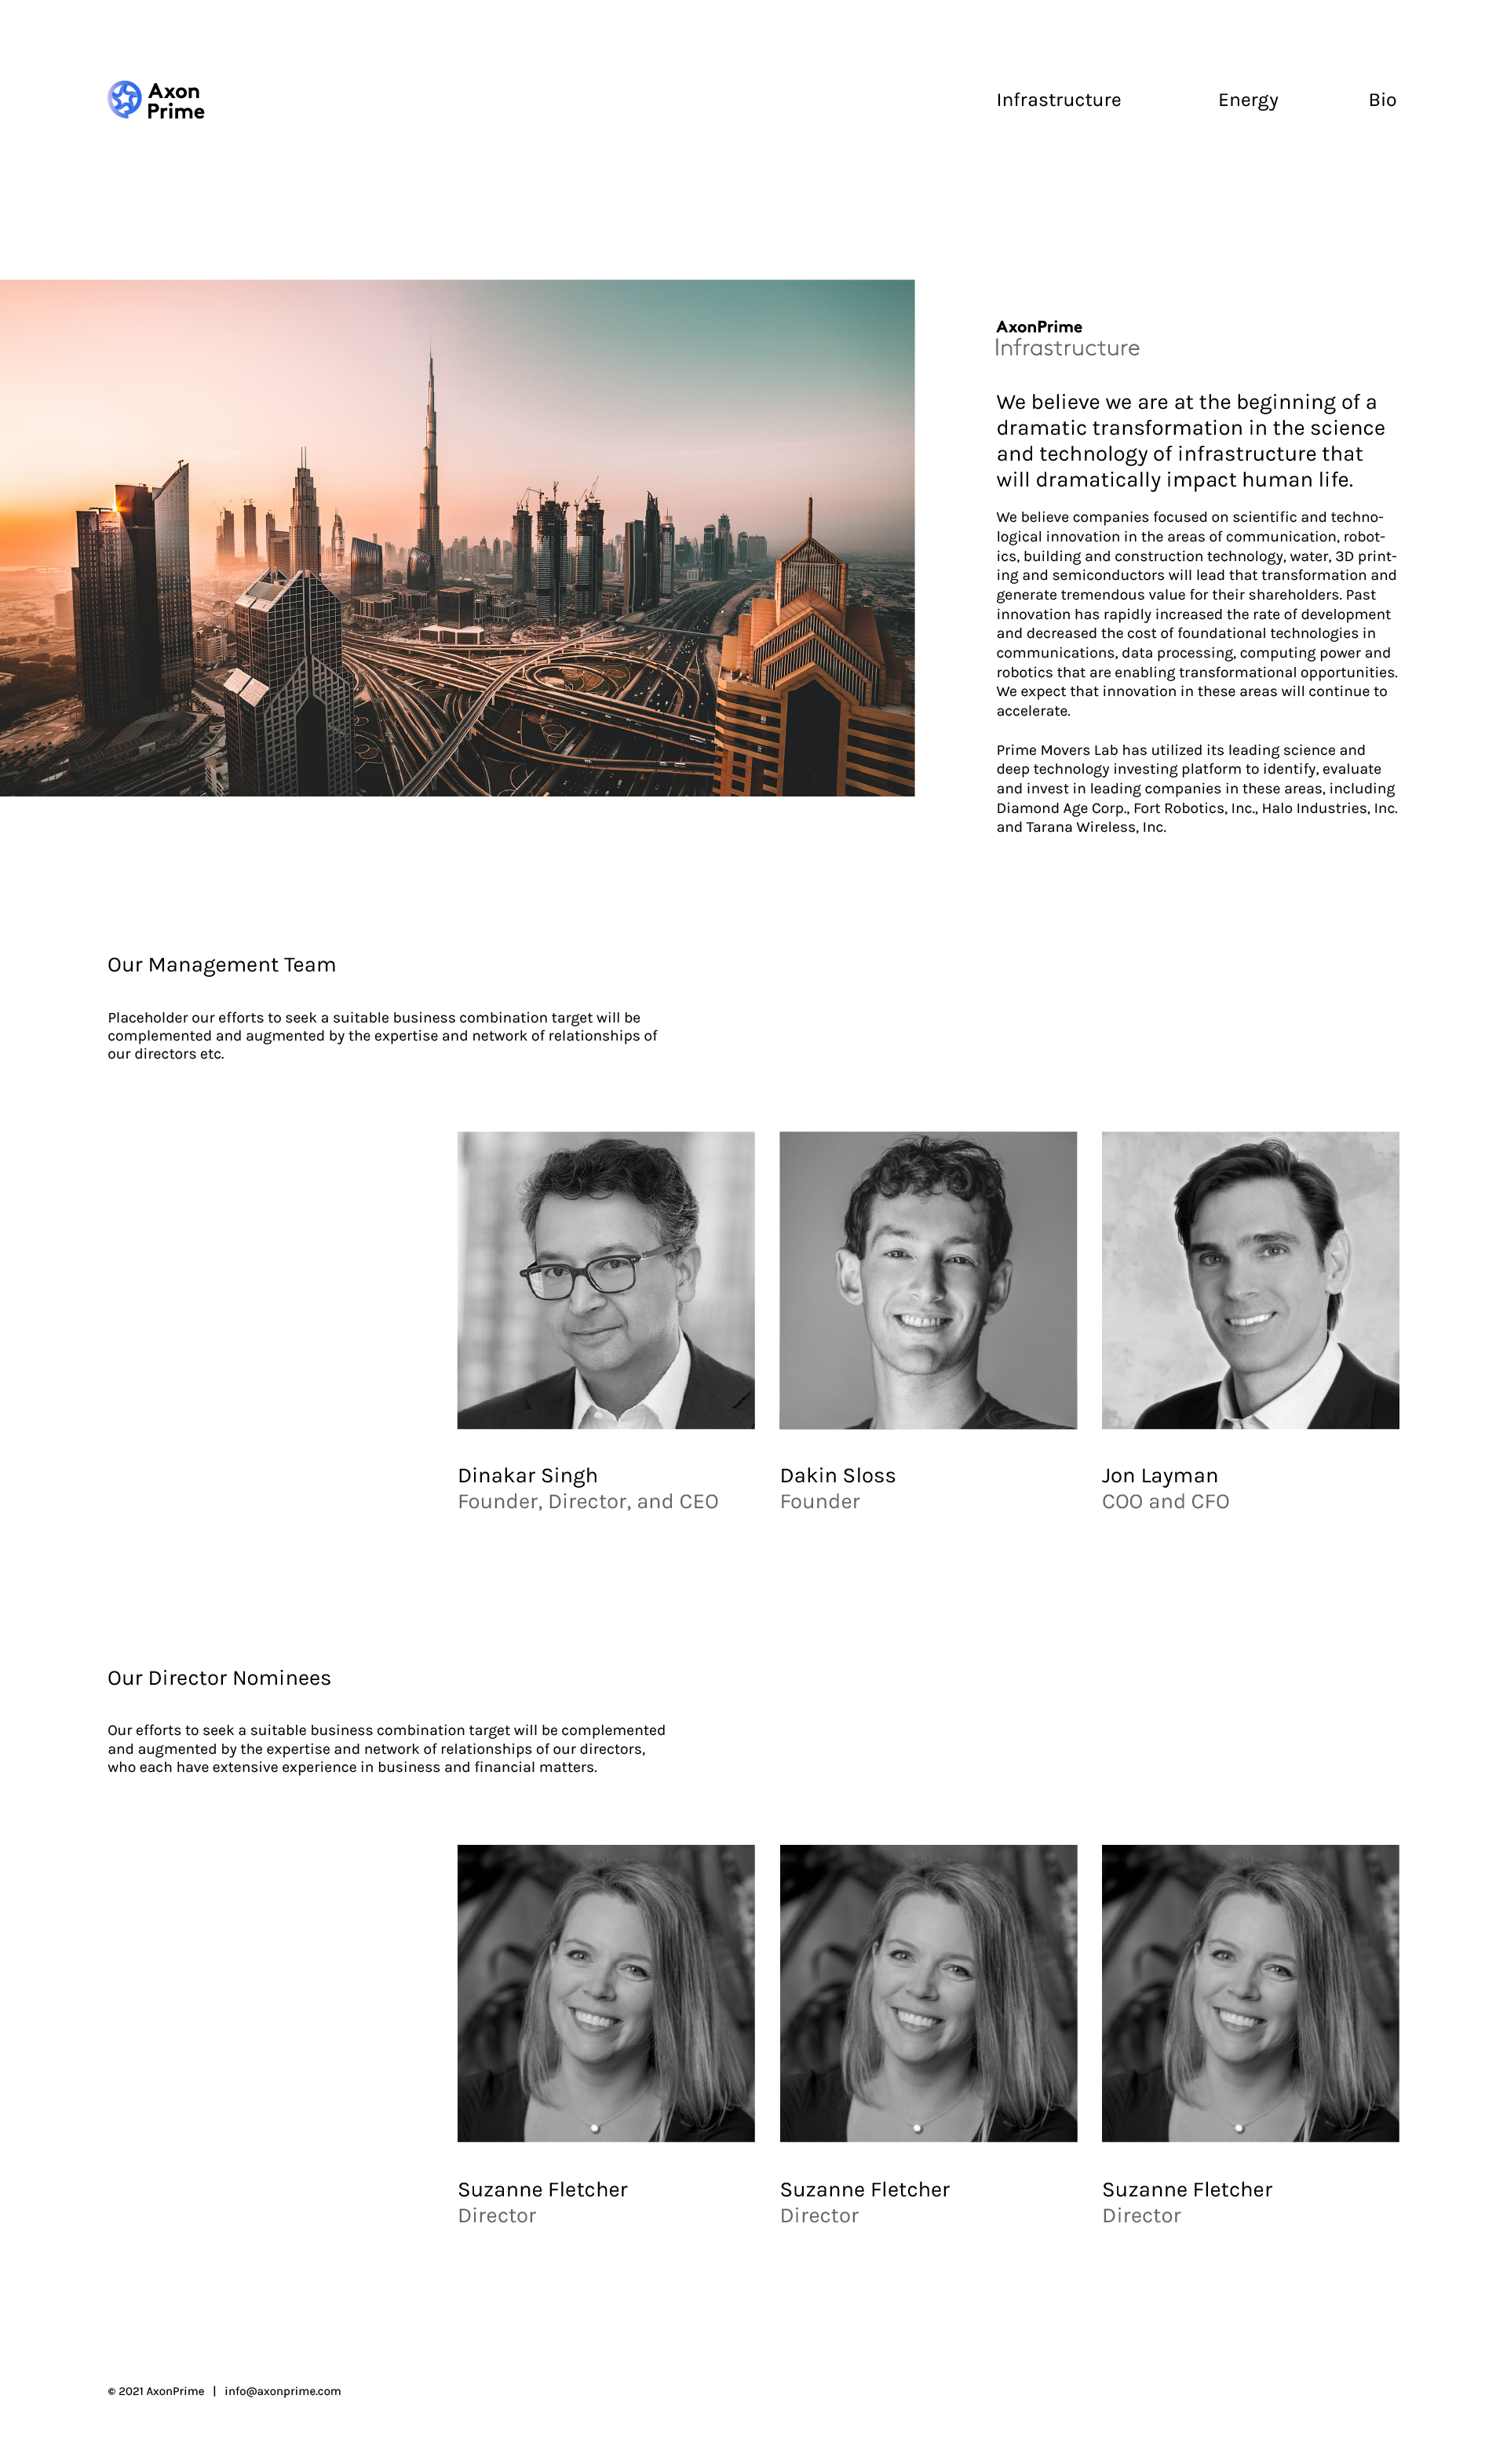 Axon
Prime
Infrastructure
Energy
Bio
AxonPrime
Infrastructure
We believe we are at the beginning of a
dramatic transformation in the science
and technology of infrastructure that
will dramatically impact human life.
We believe companies focused on scientific and techno-
logical innovation in the areas of communication, robot-
ics, building and construction technology, water, 3D print-
ing and semiconductors will lead that transformation and
generate tremendous value for their shareholders. Past
innovation has rapidly increased the rate of development
and decreased the cost of foundational technologies in
communications, data processing, computing power and
robotics that are enabling transformational opportunities.
We expect that innovation in these areas will continue to
accelerate.
Prime Movers Lab has utilized its leading science and
deep technology investing platform to identify, evaluate
and invest in leading companies in these areas, including
Diamond Age Corp., Fort Robotics, Inc., Halo Industries, Inc.
and Tarana Wireless, Inc.
Our Management Team
Placeholder our efforts to seek a suitable business combination target will be
complemented and augmented by the expertise and network of relationships of
our directors etc.
Dinakar Singh
Founder, Director, and CEO
Dakin Sloss
Founder
Jon Layman
COO and CFO
Our Director Nominees
Our efforts to seek a suitable business combination target will be complemented
and augmented by the expertise and network of relationships of our directors,
who each have extensive experience in business and financial matters.
Suzanne Fletcher
Director
Suzanne Fletcher
Director
Suzanne Fletcher
Director
© 2021 AxonPrime | info@axonprime.com